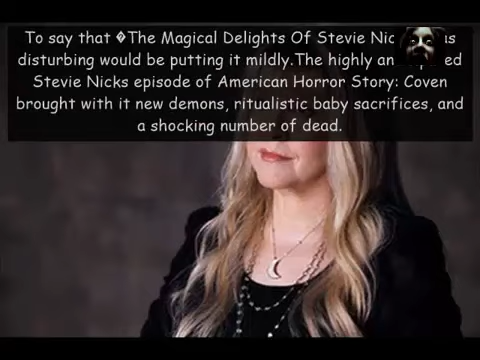 To say that �The Magical Delights Of Stevie Nic is
disturbing would be putting it mildly.The highly an ed
Stevie Nicks episode of American Horror Story: Coven
brought with it new demons, ritualistic baby sacrifices, and
a shocking number of dead.